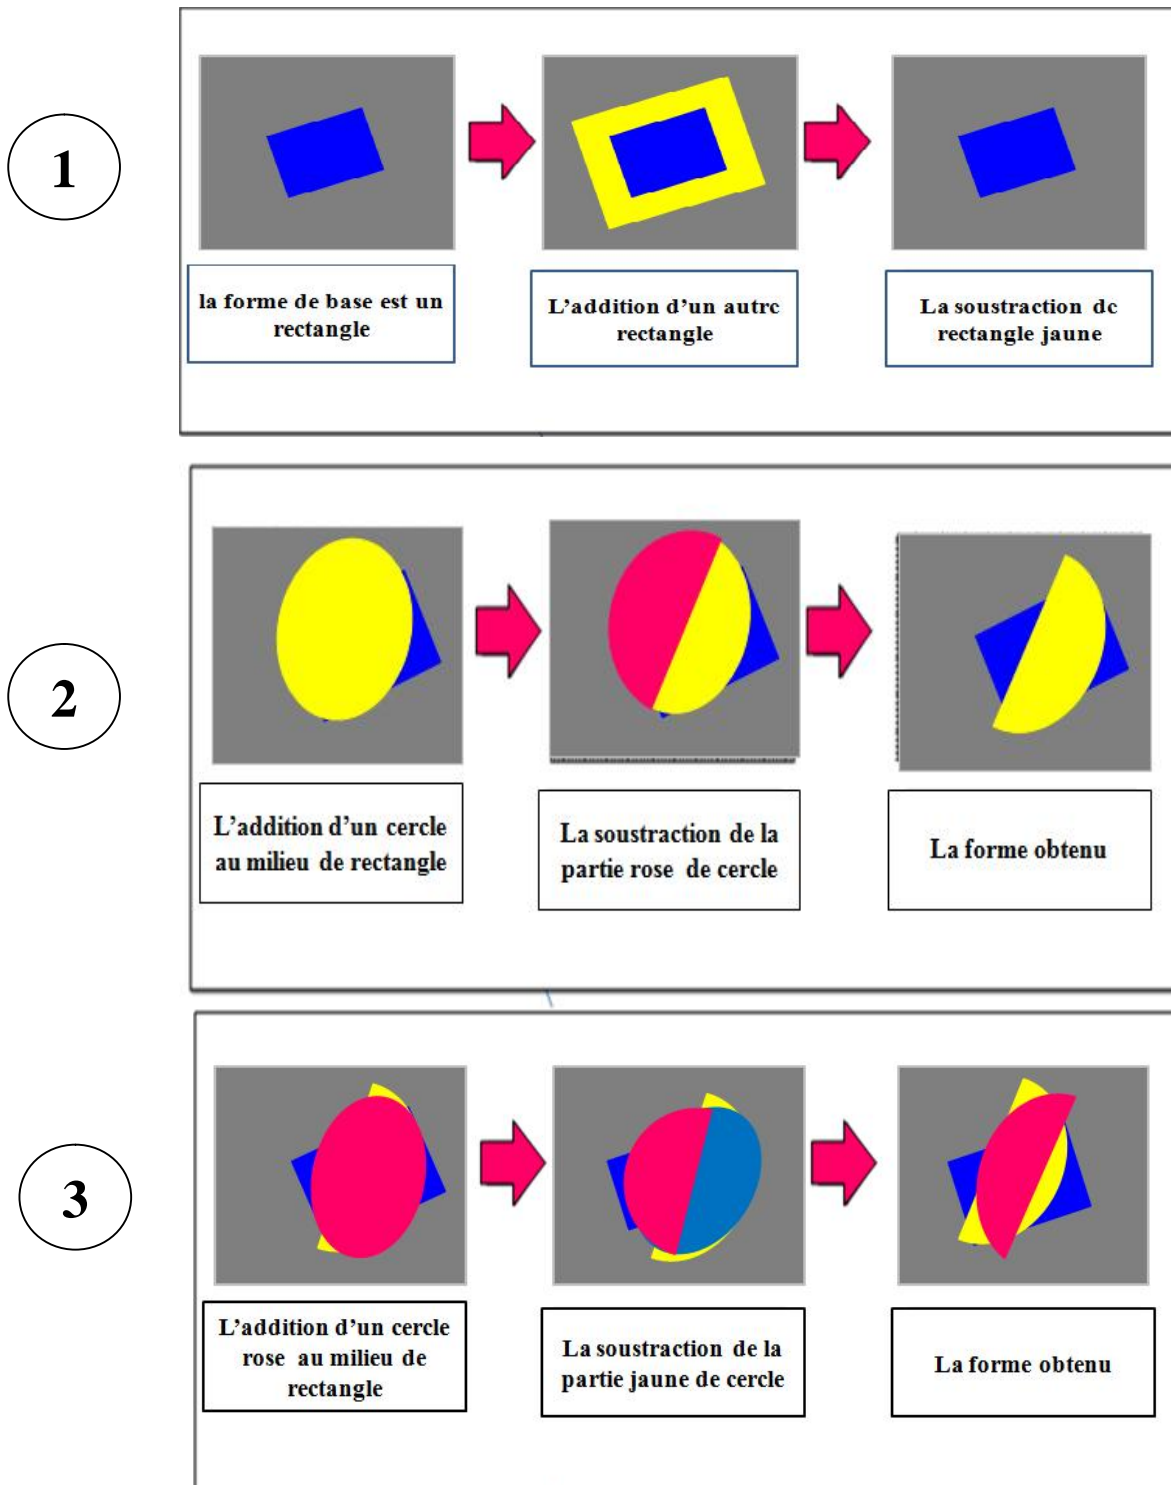 1
la forme de base est un
rectangle
L'addition d'un autrc
rectangle
La soustraction dc
rectangle jaune
2
L'addition d'un cercle
au milieu de rectangle
La soustraction de la
partie rose de cercle
La forme obtenu
3
L'addition d'un cercle
rose au milieu de
rectangle
La soustraction de la
partie jaune de cercle
La forme obtenu